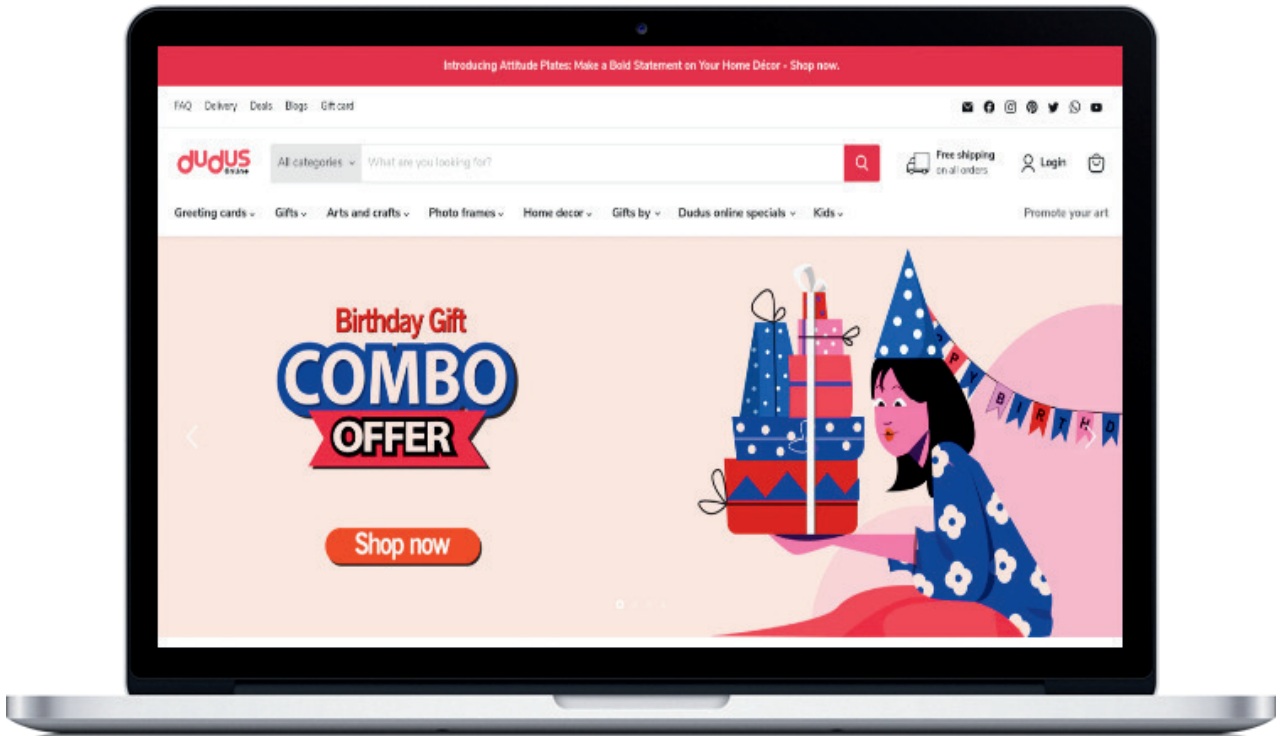 Introducing Attitude Plates: Make a Bold Statement on Your Home Décor - Shop now.
FAQ Delivery Deals Blogs Gift card
dudus
Online
All categories
What are you looking for?
Free shipping
on all orders
Login
Greeting cards Gifts Arts and crafts Photo frames Home decor Gifts by Dudus online specials Kids Promote your art
Birthday Gift
COMBO
OFFER
Shop now
PPY BIRTHD